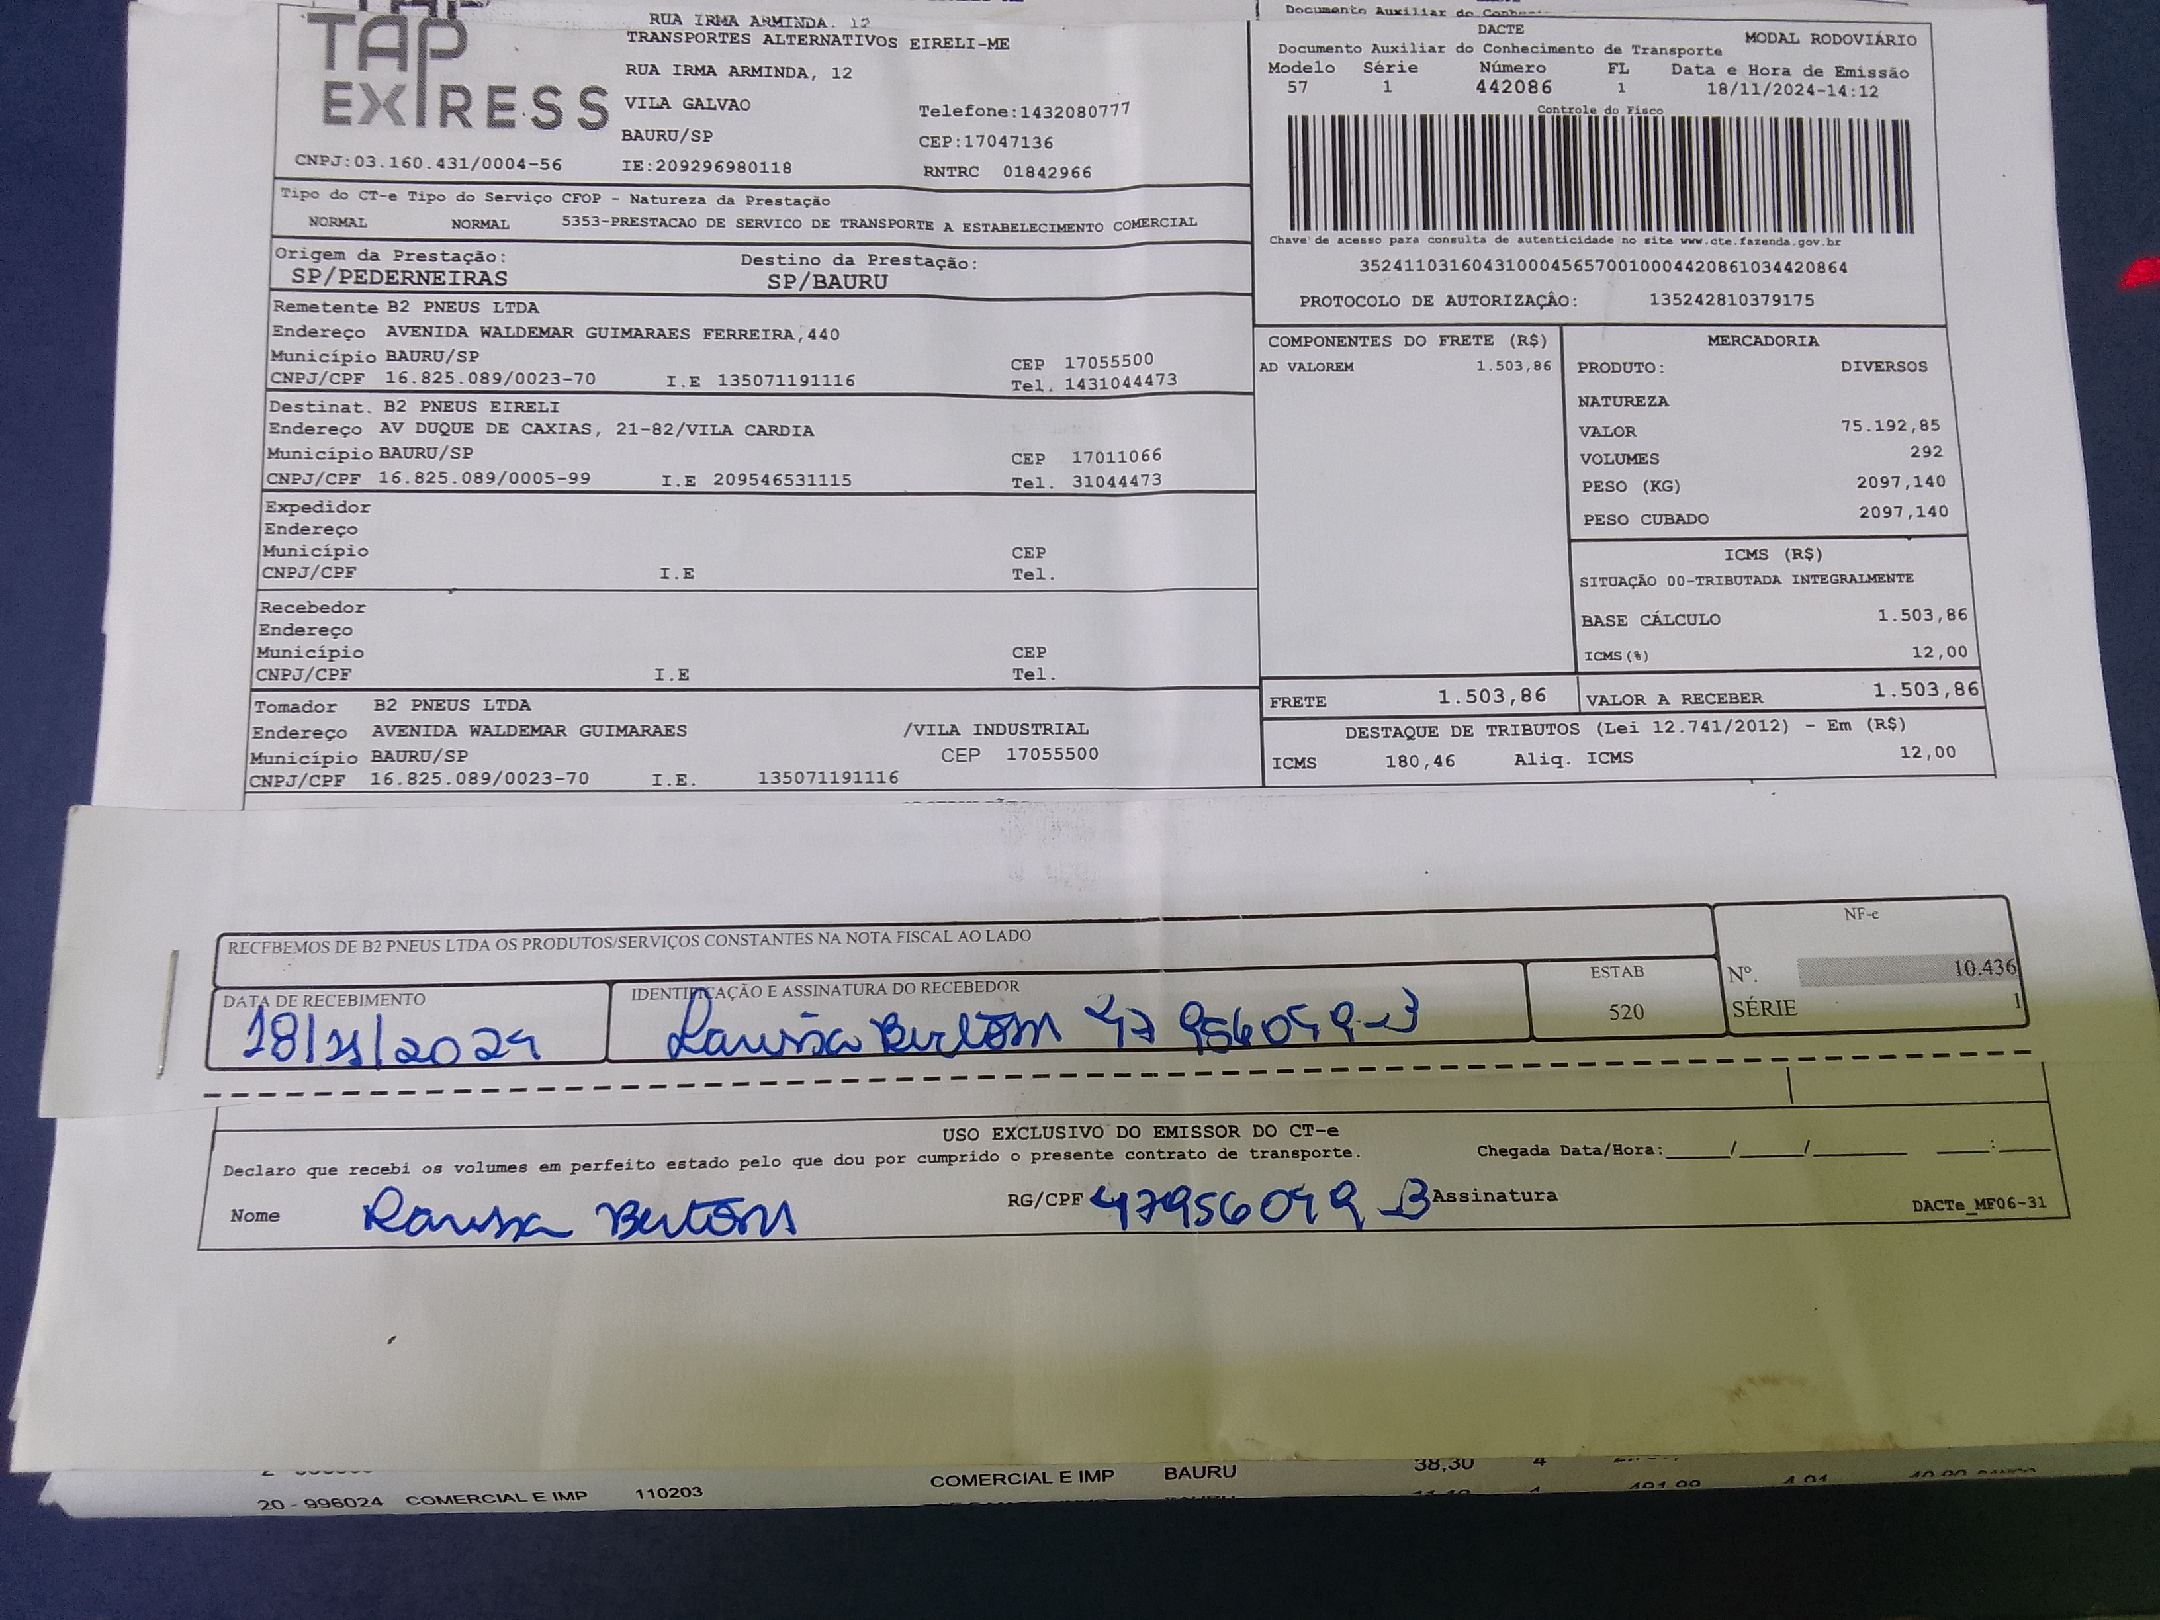 TAP
EXPRESS
CNPJ:03.160.431/0004-56
RUA IRMA ARMINDA. 12
TRANSPORTES ALTERNATIVOS EIRELI-ME
RUA IRMA ARMINDA, 12
VILA GALVAO Telefone:1432080777
BAURU/SP CEP:17047136
IE:209296980118 RNTRC 01842966
Documento Auxiliar do
DACTE MODAL RODOVIÁRIO
Documento Auxiliar do Conhecimento de Transporte
Modelo Série Número FL Data e Hora de Emissão
57 1 442086 1 18/11/2024-14:12
Controle do Fisco
Chave de acesso para consulta de autenticidade no site www.cte.fazenda.gov.br
35241103160431000456570010004420861034420864
PROTOCOLO DE AUTORIZAÇÃO: 135242810379175
Tipo do CT-e Tipo do Serviço CFOP - Natureza da Prestação
NORMAL NORMAL 5353-PRESTACAO DE SERVICO DE TRANSPORTE A ESTABELECIMENTO COMERCIAL
Origem da Prestação: Destino da Prestação:
SP/PEDERNEIRAS SP/BAURU
Remetente B2 PNEUS LTDA
Endereço AVENIDA WALDEMAR GUIMARAES FERREIRA,440
Município BAURU/SP CEP 17055500
CNPJ/CPF 16.825.089/0023-70 I.E 135071191116 Tel. 1431044473
Destinat. B2 PNEUS EIRELI
Endereço AV DUQUE DE CAXIAS, 21-82/VILA CARDIA
Município BAURU/SP CEP 17011066
CNPJ/CPF 16.825.089/0005-99 I.E 209546531115 Tel. 31044473
Expedidor
Endereço
Município CEP
CNPJ/CPF I.E Tel.
Recebedor
Endereço
Município CEP
CNPJ/CPF I.E Tel.
Tomador B2 PNEUS LTDA
Endereço AVENIDA WALDEMAR GUIMARAES /VILA INDUSTRIAL
Município BAURU/SP CEP 17055500
CNPJ/CPF 16.825.089/0023-70 I.E. 135071191116
COMPONENTES DO FRETE (R$)
AD VALOREM 1.503,86
MERCADORIA
PRODUTO: DIVERSOS
NATUREZA
VALOR 75.192,85
VOLUMES 292
PESO (KG) 2097,140
PESO CUBADO 2097,140
ICMS (R$)
SITUAÇÃO 00-TRIBUTADA INTEGRALMENTE
BASE CÁLCULO 1.503,86
ICMS(%) 12,00
FRETE 1.503,86 VALOR A RECEBER 1.503,86
DESTAQUE DE TRIBUTOS (Lei 12.741/2012) - Em (R$)
ICMS 180,46 Aliq. ICMS 12,00
RECEBEMOS DE B2 PNEUS LTDA OS PRODUTOS/SERVIÇOS CONSTANTES NA NOTA FISCAL AO LADO
NF-e
Nº. 10.436
SÉRIE 1
DATA DE RECEBIMENTO IDENTIFICAÇÃO E ASSINATURA DO RECEBEDOR ESTAB
18/11/2024 Larissa 47956049-3 520
USO EXCLUSIVO DO EMISSOR DO CT-e
Declaro que recebi os volumes em perfeito estado pelo que dou por cumprido o presente contrato de transporte. Chegada Data/Hora:____/____/______ ___:___
Nome Larissa RG/CPF 47956049-3 Assinatura DACTe_MF06-31
COMERCIAL E IMP BAURU 38,30 4
20 - 996024 COMERCIAL E IMP 110203